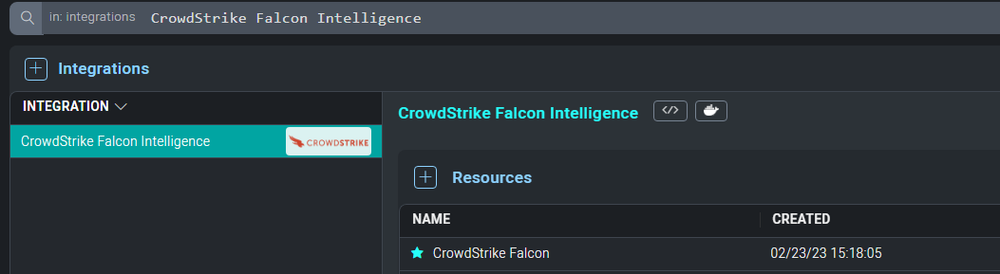 in: integrations CrowdStrike Falcon Intelligence
+ Integrations
INTEGRATION
CrowdStrike Falcon Intelligence CROWDSTRIKE
CrowdStrike Falcon Intelligence </>
+ Resources
NAME CREATED
CrowdStrike Falcon 02/23/23 15:18:05